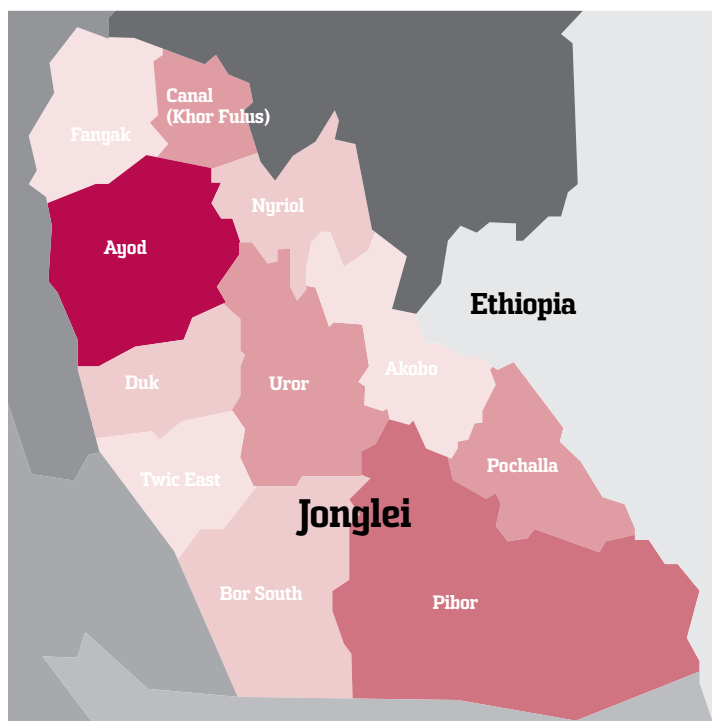 Canal
(Khor Fulus)
Fangak
Nyriol
Ayod
Ethiopia
Akobo
Duk
Uror
Pochalla
Twic East
Jonglei
Bor South
Pibor